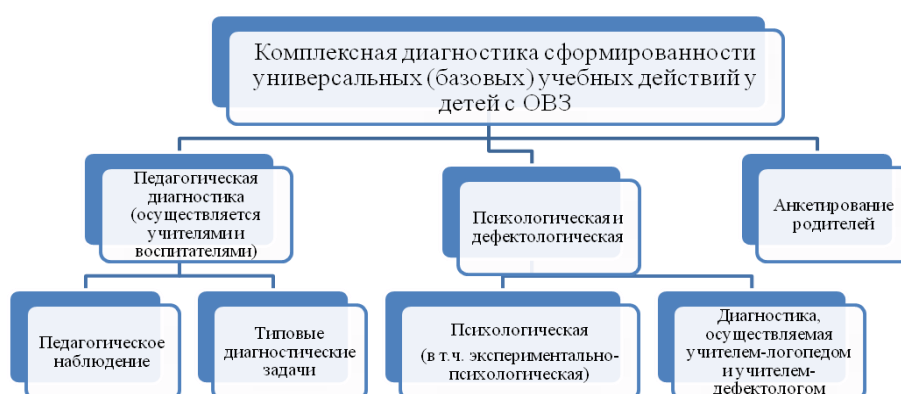 Комплексная диагностика сформированности
универсальных (базовых) учебных действий у
детей с ОВЗ
Педагогическая
диагностика
(осуществляется
учителями и
воспитателями)
Психологическая и
дефектологическая
Анкетирование
родителей
Педагогическое
наблюдение
Типовые
диагностические
задачи
Психологическая
(в т.ч. экспериментально-
психологическая)
Диагностика,
осуществляемая
учителем-логопедом
и учителем-
дефектологом